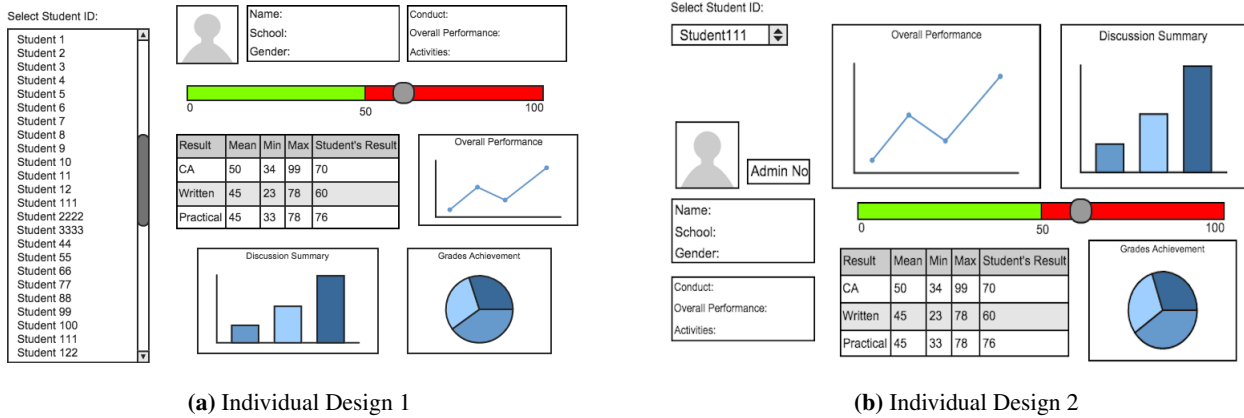 Select Student ID:
Student 1
Student 2
Student 3
Student 4
Student 5
Student 6
Student 7
Student 8
Student 9
Student 10
Student 11
Student 12
Student 111
Student 2222
Student 3333
Student 44
Student 55
Student 66
Student 77
Student 88
Student 99
Student 100
Student 111
Student 122
Name:
School:
Gender:
Conduct:
Overall Performance:
Activities:
0 50 100
Result Mean Min Max Student's Result
CA 50 34 99 70
Written 45 23 78 60
Practical 45 33 78 76
Overall Performance
Discussion Summary
Grades Achievement
(a) Individual Design 1
Select Student ID:
Student111
Overall Performance
Discussion Summary
Admin No
Name:
School:
Gender:
Conduct:
Overall Performance:
Activities:
0 50 100
Result Mean Min Max Student's Result
CA 50 34 99 70
Written 45 23 78 60
Practical 45 33 78 76
Grades Achievement
(b) Individual Design 2